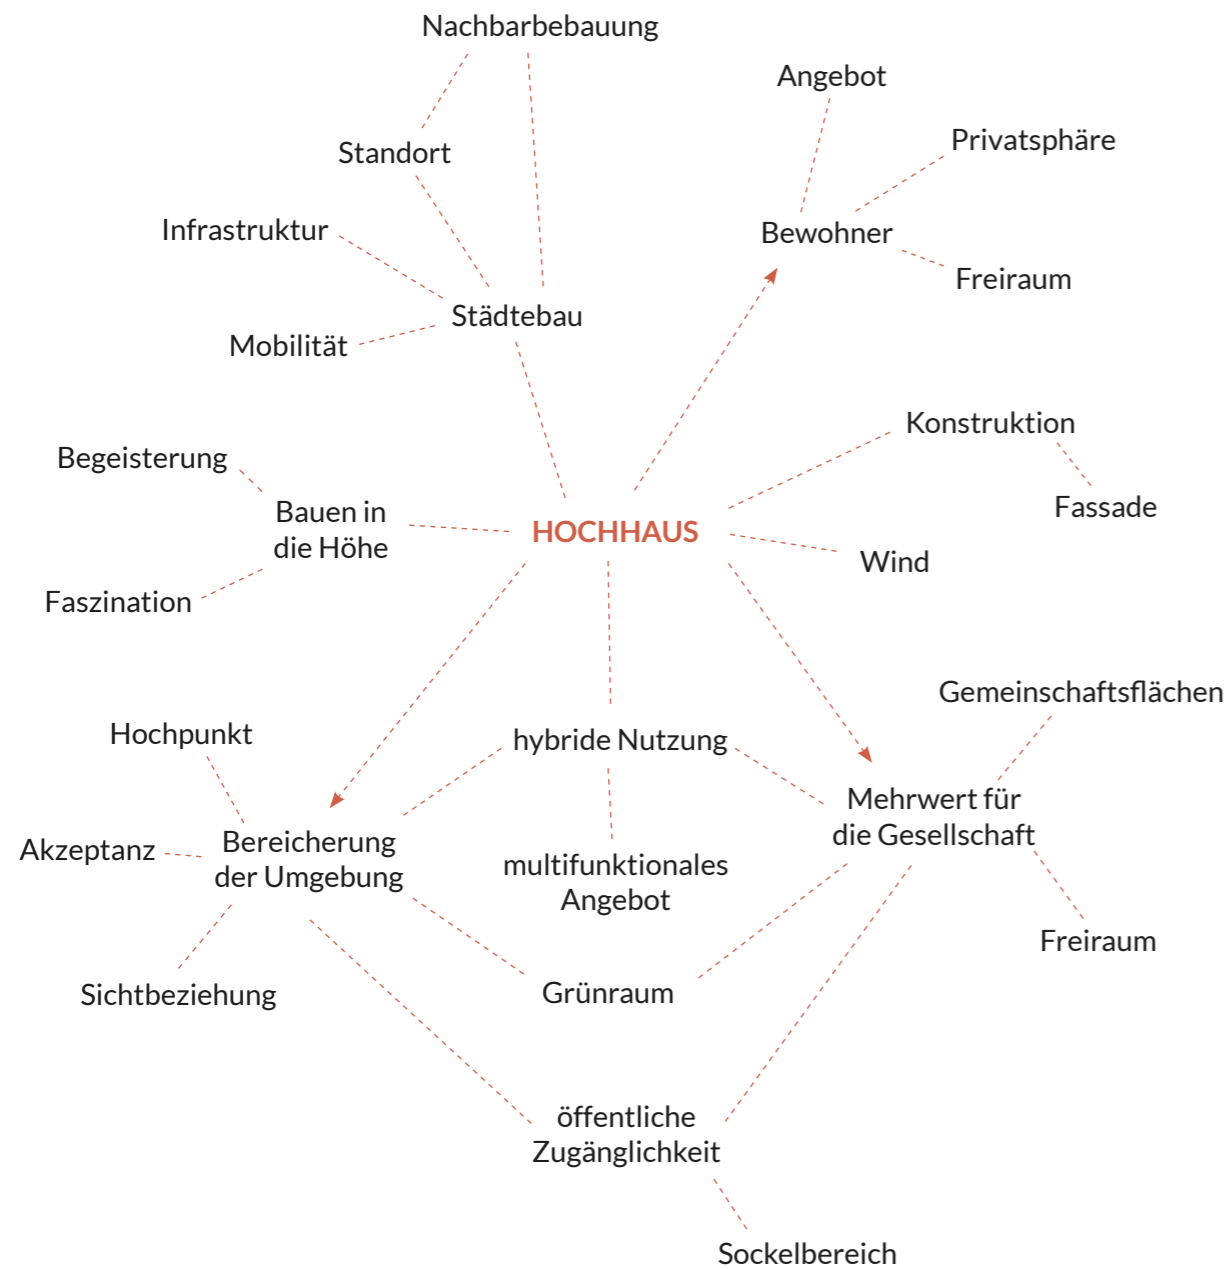 Nachbarbebauung
Angebot
Privatsphäre
Standort
Infrastruktur
Bewohner
Freiraum
Städtebau
Mobilität
Konstruktion
Begeisterung
Fassade
Bauen in
die Höhe
HOCHHAUS
Wind
Faszination
Gemeinschaftsflächen
Hochpunkt
hybride Nutzung
Mehrwert für
die Gesellschaft
Akzeptanz
Bereicherung
der Umgebung
multifunktionales
Angebot
Freiraum
Sichtbeziehung
Grünraum
öffentliche
Zugänglichkeit
Sockelbereich